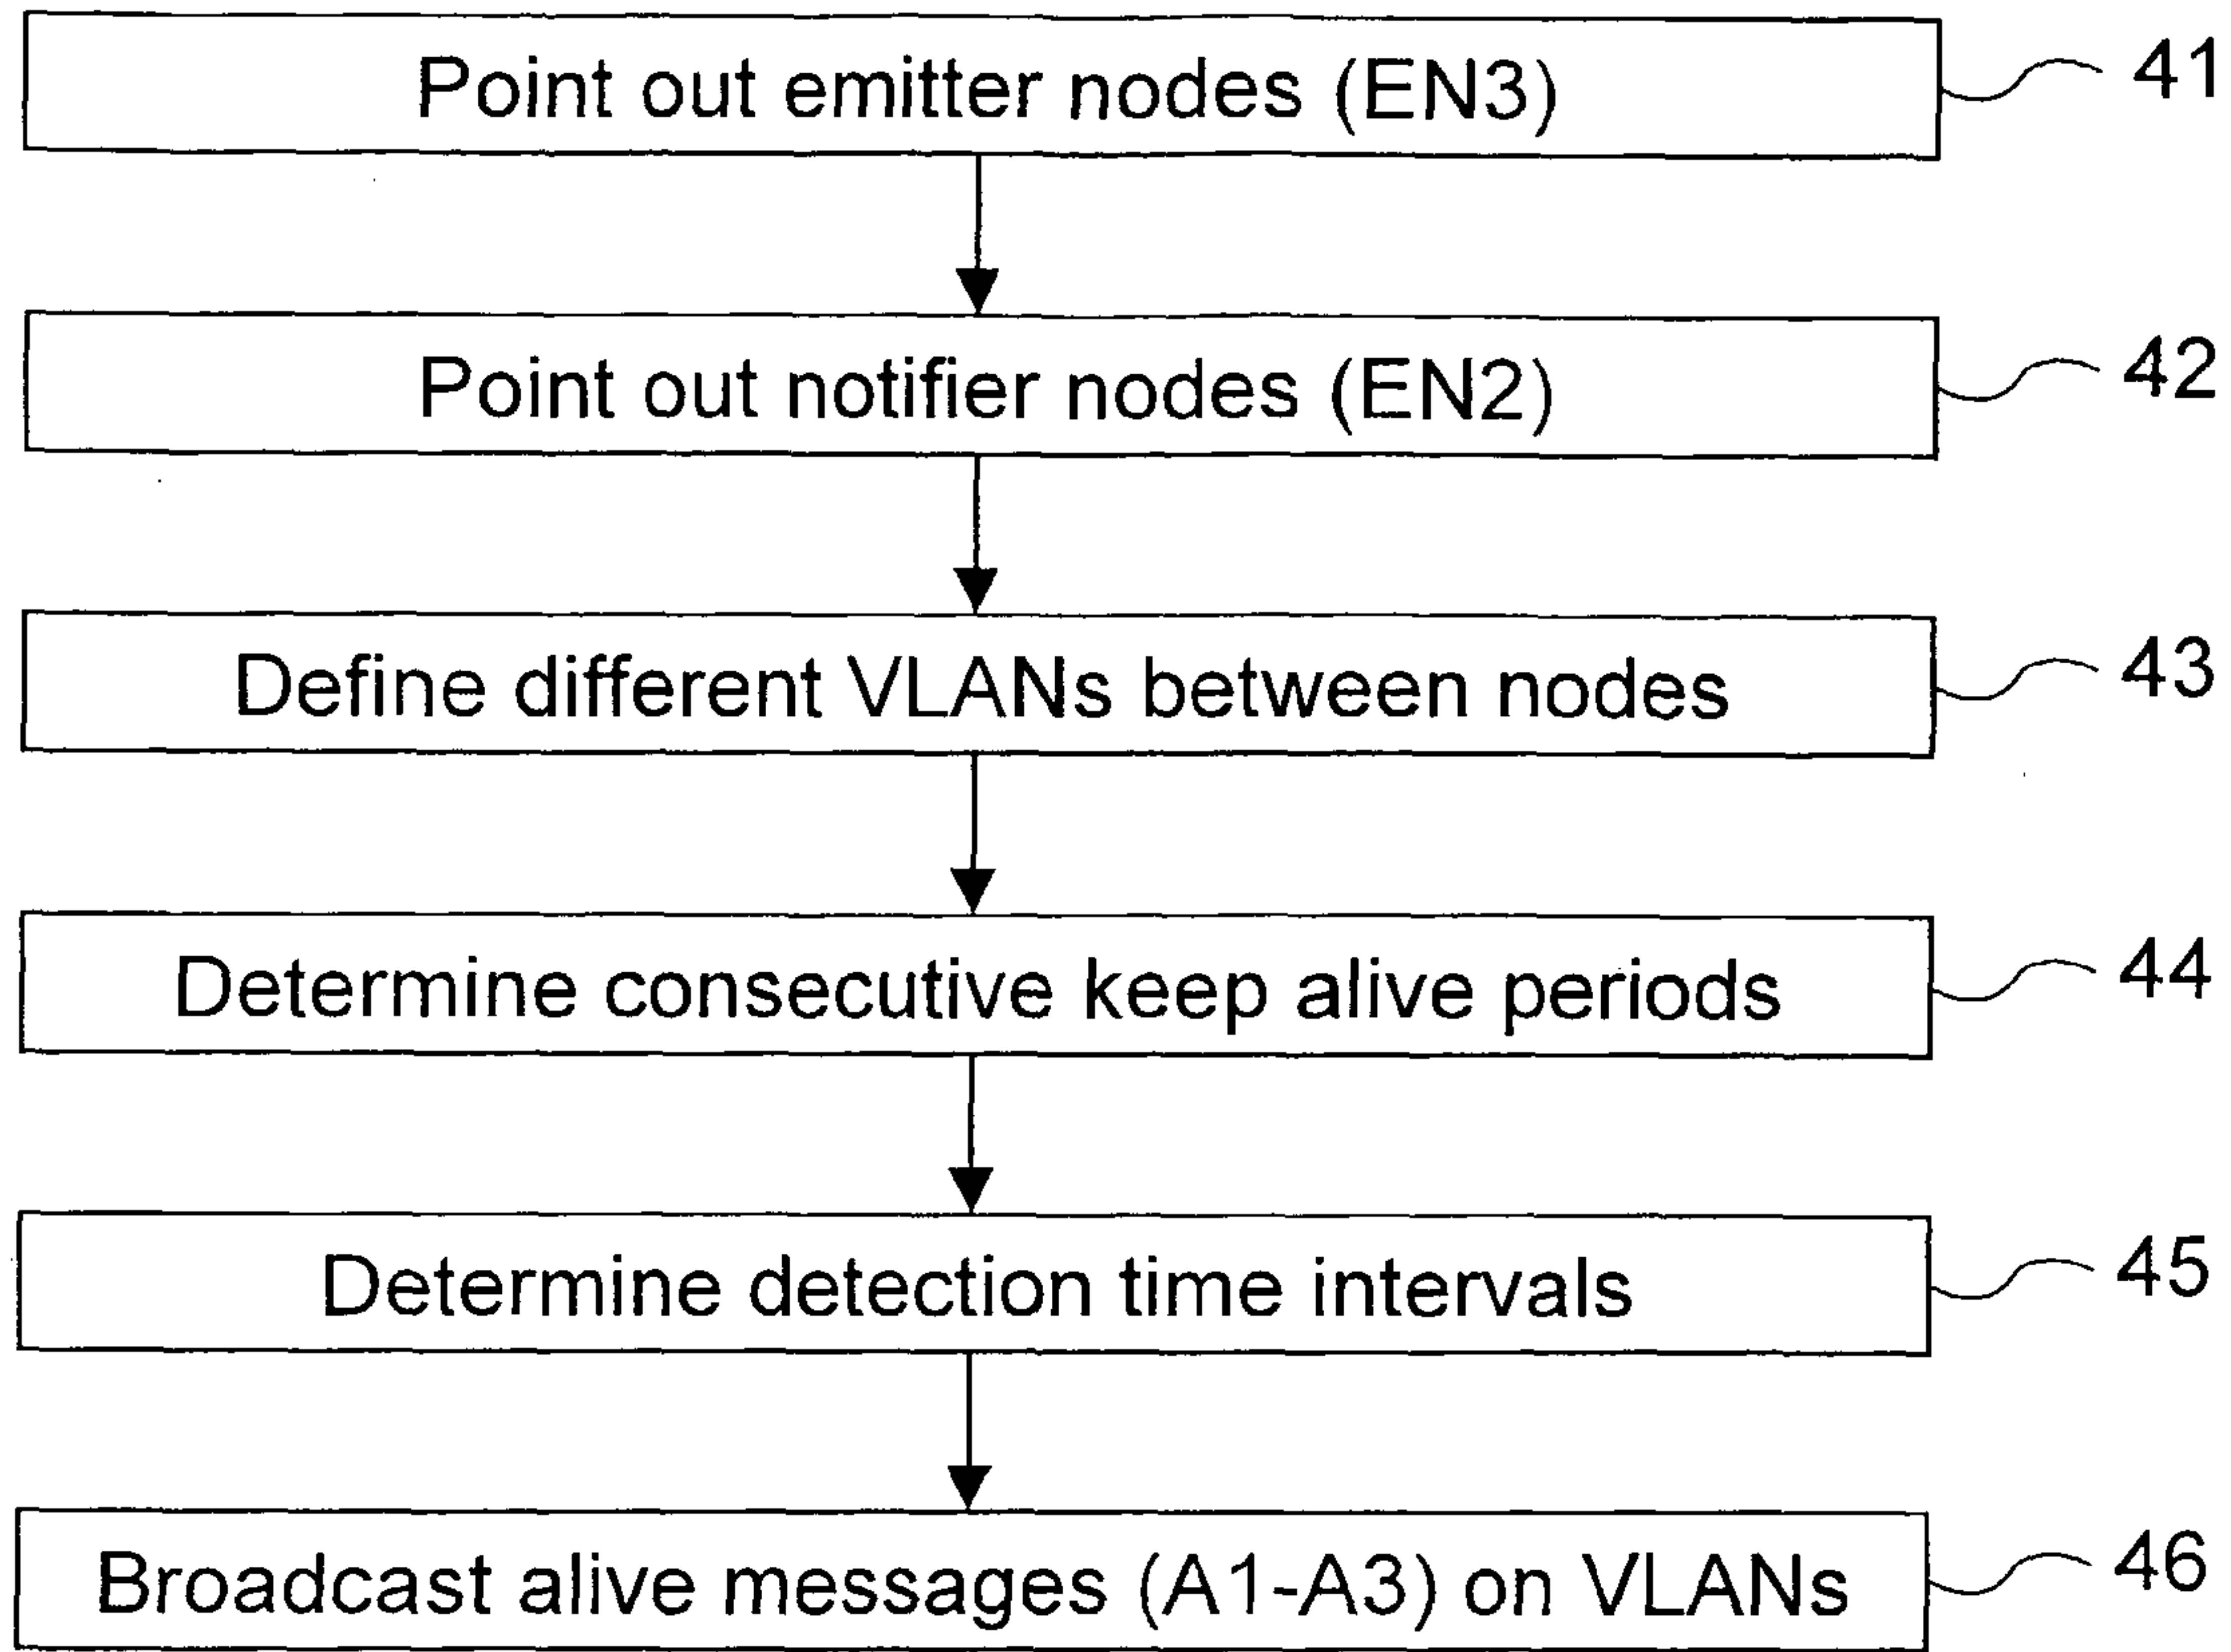 Point out emitter nodes (EN3) 41
Point out notifier nodes (EN2) 42
Define different VLANs between nodes 43
Determine consecutive keep alive periods 44
Determine detection time intervals 45
Broadcast alive messages (A1-A3) on VLANs 46